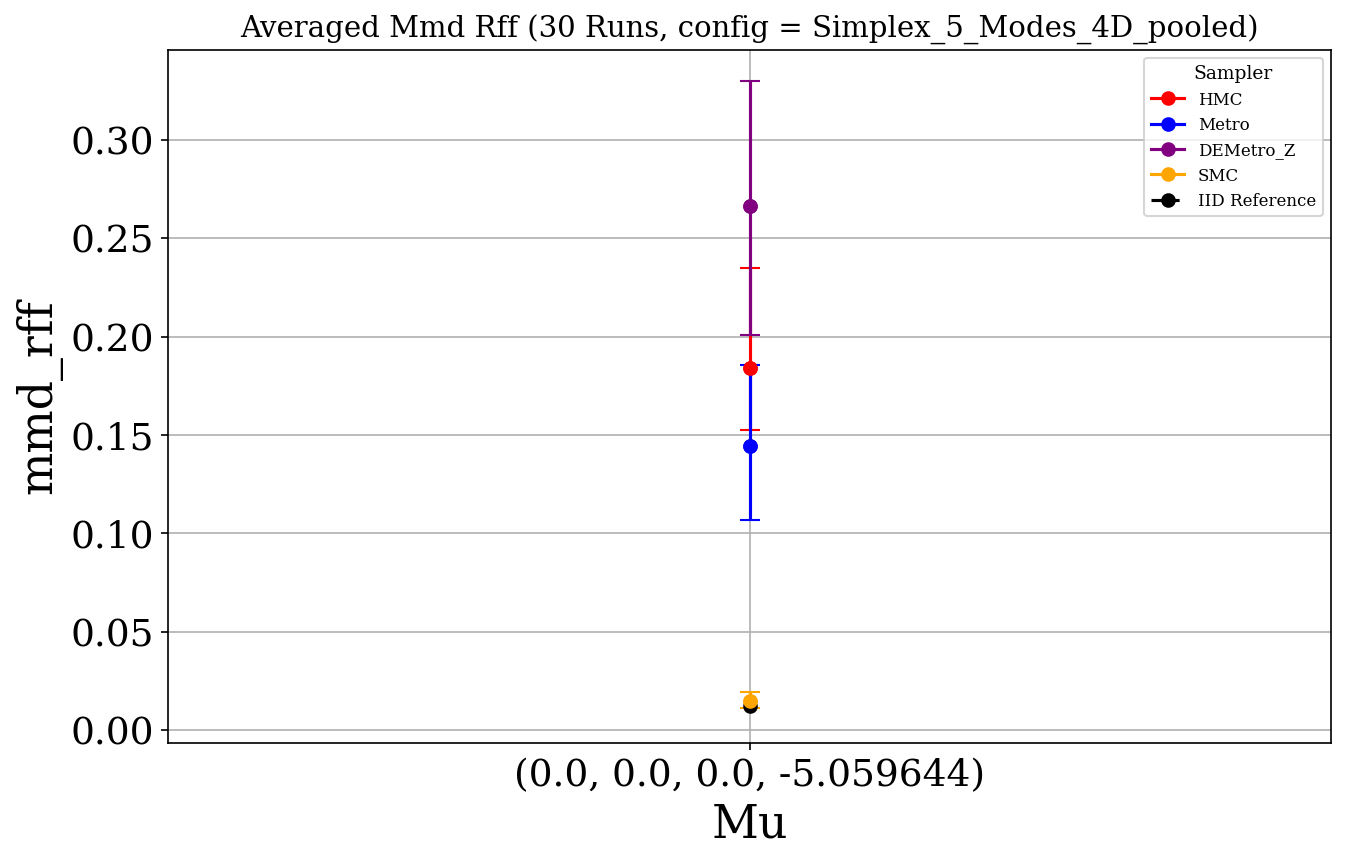 Averaged Mmd Rff (30 Runs, config = Simplex_5_Modes_4D_pooled)
Sampler
HMC
Metro
DEMetro_Z
SMC
IID Reference
mmd_rff
0.30
0.25
0.20
0.15
0.10
0.05
0.00
(0.0, 0.0, 0.0, -5.059644)
Mu